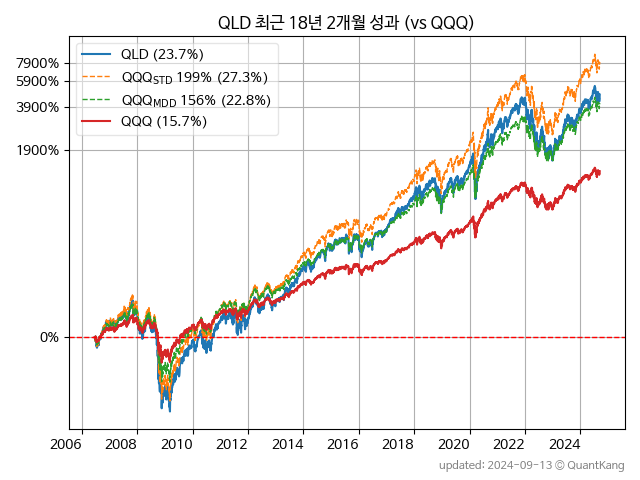 QLD 최근 18년 2개월 성과 (vs QQQ)
QLD (23.7%)
QQQSTD 199% (27.3%)
QQQMDD 156% (22.8%)
QQQ (15.7%)
7900%
5900%
3900%
1900%
0%
2006 2008 2010 2012 2014 2016 2018 2020 2022 2024
updated: 2024-09-13 © QuantKang